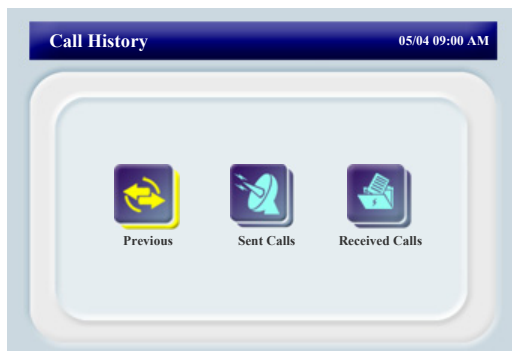 Call History
05/04 09:00 AM
Previous
Sent Calls
Received Calls